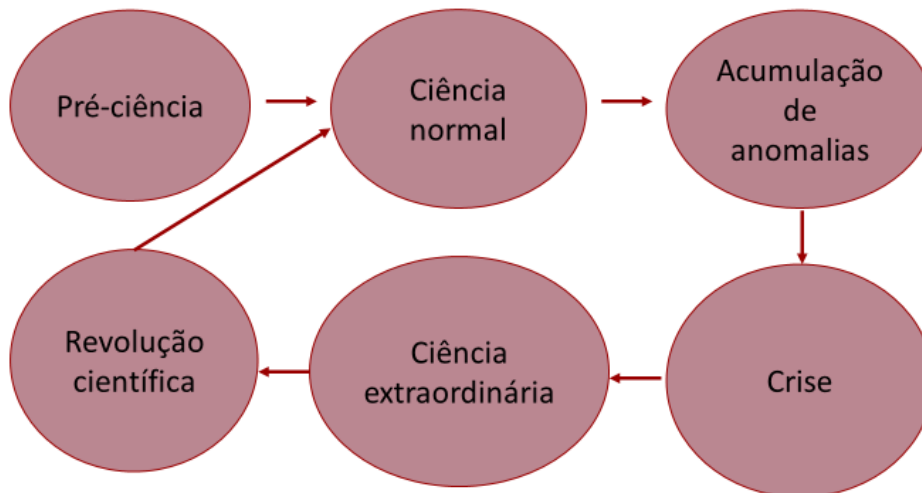 Pré-ciência
Ciência
normal
Acumulação
de
anomalias
Revolução
científica
Ciência
extraordinária
Crise